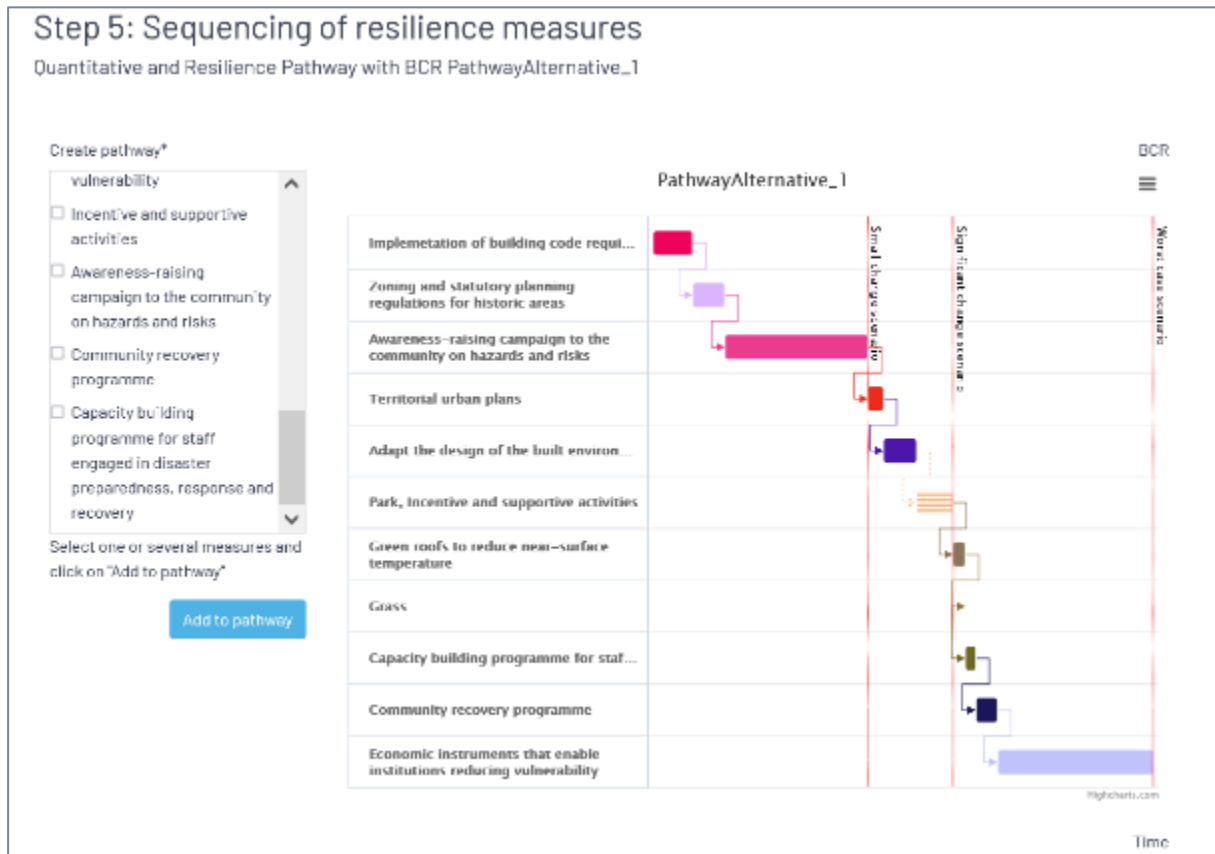 Step 5: Sequencing of resilience measures
Quantitative and Resilience Pathway with BCR PathwayAlternative_1
Create pathway*
vulnerability
Incentive and supportive
activities
Awareness-raising
campaign to the community
on hazards and risks
Community recovery
programme
Capacity building
programme for staff
engaged in disaster
preparedness, response and
recovery
Select one or several measures and
click on "Add to pathway"
Add to pathway
BCR
PathwayAlternative_1
Small change scenario
Significant change scenario
Worst case scenario
Implemetation of building code requi...
Zoning and statutory planning
regulations for historic areas
Awareness-raising campaign to the
community on hazards and risks
Territorial urban plans
Adapt the design of the built environ...
Park, Incentive and supportive activities
Green roofs to reduce near-surface
temperature
Grass
Capacity building programme for staf...
Community recovery programme
Economic instruments that enable
institutions reducing vulnerability
Highcharts.com
Time